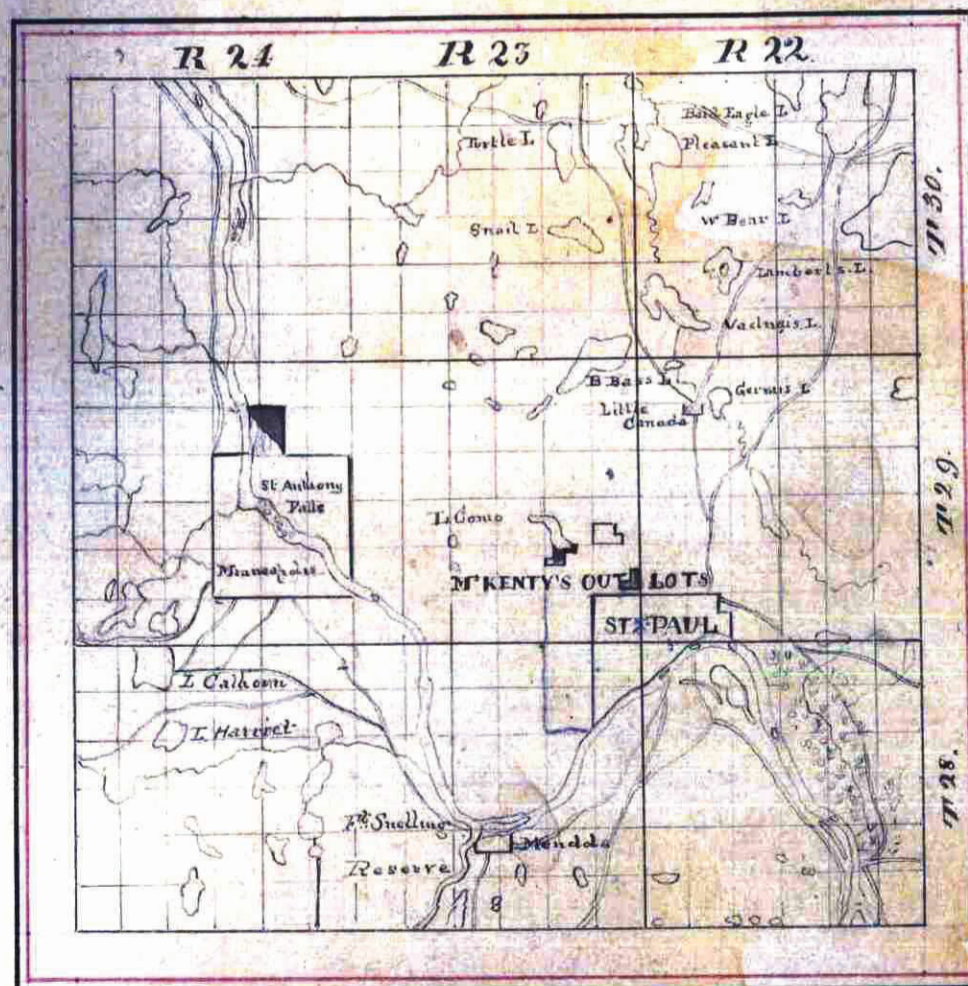 R 24
R 23
R 22
Bald Eagle L
Turtle L
Pleasant L
T 30.
W Bear L
Snail L
Lamberts. L.
Vadnais. L.
B. Bass L.
Gervais L
Little
Canada
St Anthony
Falls
T 29.
L Como
Minneapolis
McKENTY'S OUT LOTS
ST PAUL
L Calhoun
L Harriet
T 28.
Ft. Snelling
Mendota
Reserve